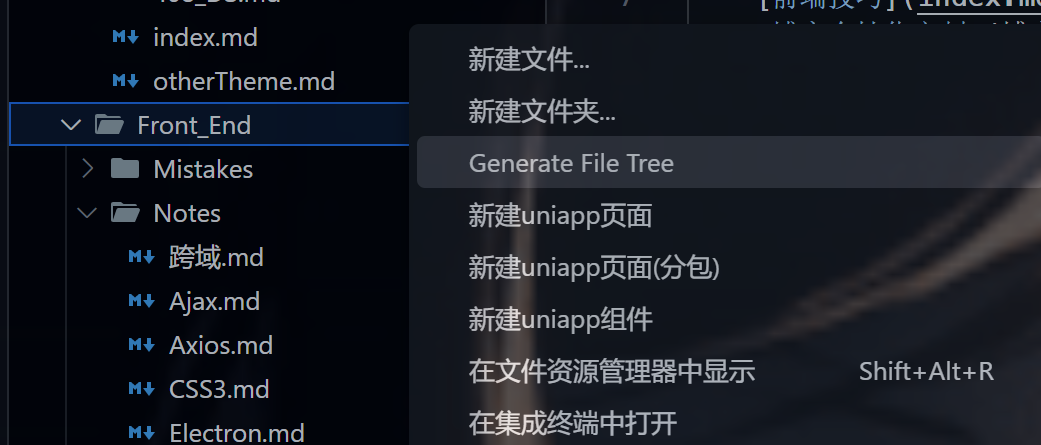 index.md
otherTheme.md
Front_End
Mistakes
Notes
跨域.md
Ajax.md
Axios.md
CSS3.md
Electron.md
7
新建文件...
新建文件夹...
Generate File Tree
新建uniapp页面
新建uniapp页面(分包)
新建uniapp组件
在文件资源管理器中显示 Shift+Alt+R
在集成终端中打开